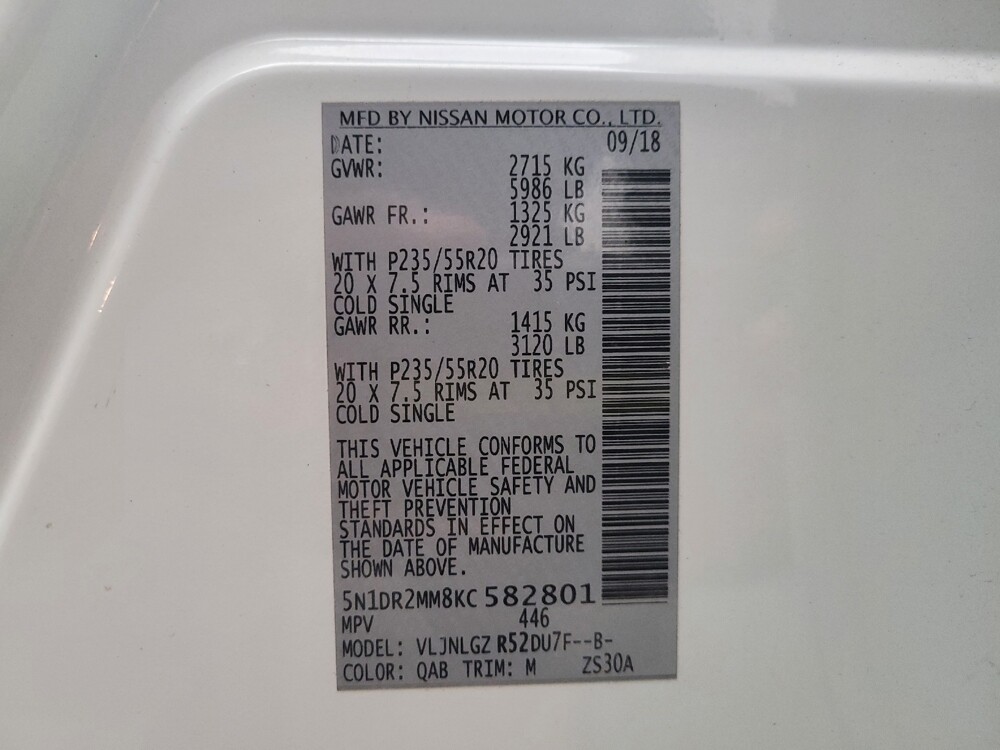 MFD BY NISSAN MOTOR CO., LTD.
DATE: 09/18
GVWR: 2715 KG
5986 LB
GAWR FR.: 1325 KG
2921 LB
WITH P235/55R20 TIRES
20 X 7.5 RIMS AT 35 PSI
COLD SINGLE
GAWR RR.: 1415 KG
3120 LB
WITH P235/55R20 TIRES
20 X 7.5 RIMS AT 35 PSI
COLD SINGLE
THIS VEHICLE CONFORMS TO
ALL APPLICABLE FEDERAL
MOTOR VEHICLE SAFETY AND
THEFT PREVENTION
STANDARDS IN EFFECT ON
THE DATE OF MANUFACTURE
SHOWN ABOVE.
5N1DR2MM8KC582801
MPV 446
MODEL: VLJNLGZ R52DU7F--B-
COLOR: QAB TRIM: M ZS30A